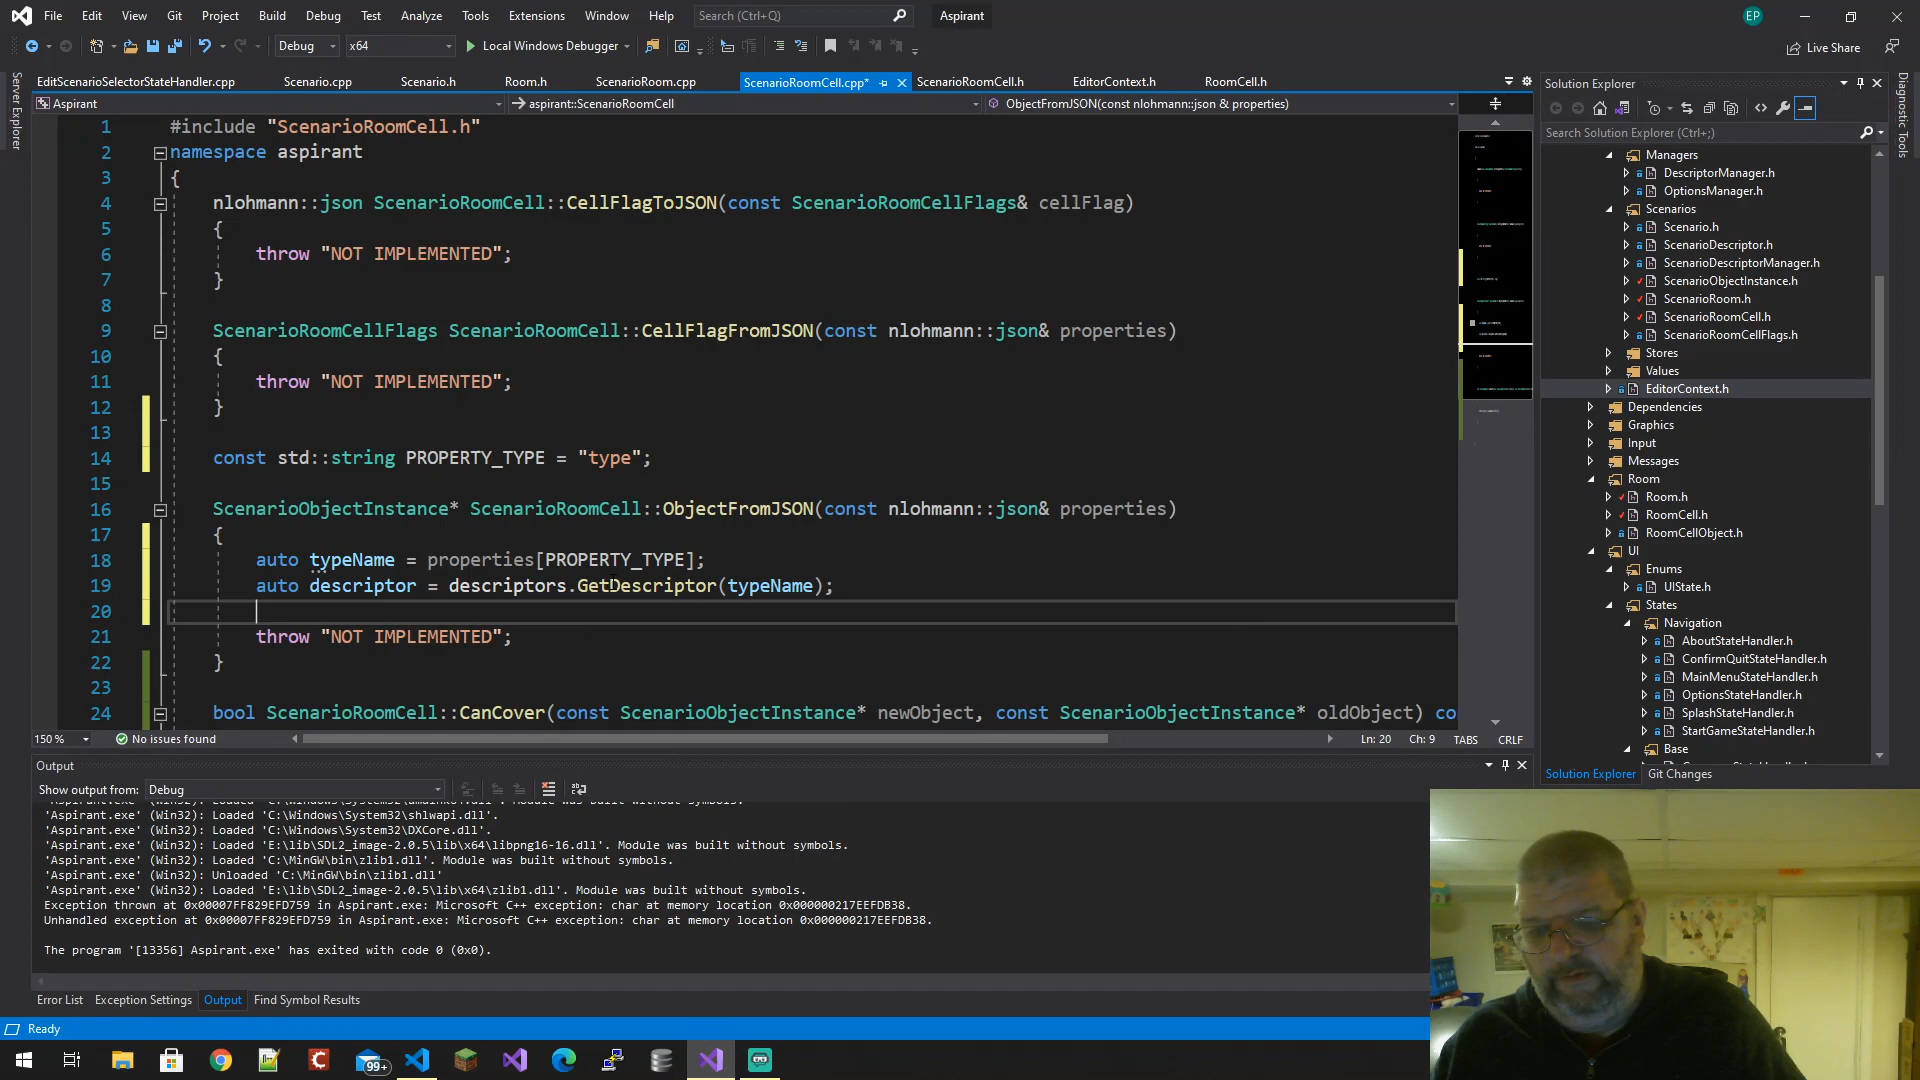 File Edit View Git Project Build Debug Test Analyze Tools Extensions Window Help Search (Ctrl+Q) Aspirant EP
Debug x64 Local Windows Debugger Live Share
EditScenarioSelectorStateHandler.cpp Scenario.cpp Scenario.h Room.h ScenarioRoom.cpp ScenarioRoomCell.cpp* ScenarioRoomCell.h EditorContext.h RoomCell.h
Aspirant aspirant::ScenarioRoomCell ObjectFromJSON(const nlohmann::json & properties)
1 #include "ScenarioRoomCell.h"
2 namespace aspirant
3 {
4 nlohmann::json ScenarioRoomCell::CellFlagToJSON(const ScenarioRoomCellFlags& cellFlag)
5 {
6 throw "NOT IMPLEMENTED";
7 }
8
9 ScenarioRoomCellFlags ScenarioRoomCell::CellFlagFromJSON(const nlohmann::json& properties)
10 {
11 throw "NOT IMPLEMENTED";
12 }
13
14 const std::string PROPERTY_TYPE = "type";
15
16 ScenarioObjectInstance* ScenarioRoomCell::ObjectFromJSON(const nlohmann::json& properties)
17 {
18 auto typeName = properties[PROPERTY_TYPE];
19 auto descriptor = descriptors.GetDescriptor(typeName);
20
21 throw "NOT IMPLEMENTED";
22 }
23
24 bool ScenarioRoomCell::CanCover(const ScenarioObjectInstance* newObject, const ScenarioObjectInstance* oldObject) co
150 % No issues found Ln: 20 Ch: 9 TABS CRLF
Output
Show output from: Debug
'Aspirant.exe' (Win32): Loaded 'C:\Windows\System32\shlwapi.dll'.
'Aspirant.exe' (Win32): Loaded 'C:\Windows\System32\DXCore.dll'.
'Aspirant.exe' (Win32): Loaded 'E:\lib\SDL2_image-2.0.5\lib\x64\libpng16-16.dll'. Module was built without symbols.
'Aspirant.exe' (Win32): Loaded 'C:\MinGW\bin\zlib1.dll'. Module was built without symbols.
'Aspirant.exe' (Win32): Unloaded 'C:\MinGW\bin\zlib1.dll'
'Aspirant.exe' (Win32): Loaded 'E:\lib\SDL2_image-2.0.5\lib\x64\zlib1.dll'. Module was built without symbols.
Exception thrown at 0x00007FF829EFD759 in Aspirant.exe: Microsoft C++ exception: char at memory location 0x000000217EEFDB38.
Unhandled exception at 0x00007FF829EFD759 in Aspirant.exe: Microsoft C++ exception: char at memory location 0x000000217EEFDB38.
The program '[13356] Aspirant.exe' has exited with code 0 (0x0).
Error List Exception Settings Output Find Symbol Results
Ready
99+
Server Explorer
Solution Explorer
Search Solution Explorer (Ctrl+;)
Managers
DescriptorManager.h
OptionsManager.h
Scenarios
Scenario.h
ScenarioDescriptor.h
ScenarioDescriptorManager.h
ScenarioObjectInstance.h
ScenarioRoom.h
ScenarioRoomCell.h
ScenarioRoomCellFlags.h
Stores
Values
EditorContext.h
Dependencies
Graphics
Input
Messages
Room
Room.h
RoomCell.h
RoomCellObject.h
UI
Enums
UIState.h
States
Navigation
AboutStateHandler.h
ConfirmQuitStateHandler.h
MainMenuStateHandler.h
OptionsStateHandler.h
SplashStateHandler.h
StartGameStateHandler.h
Base
Solution Explorer Git Changes
Diagnostic Tools